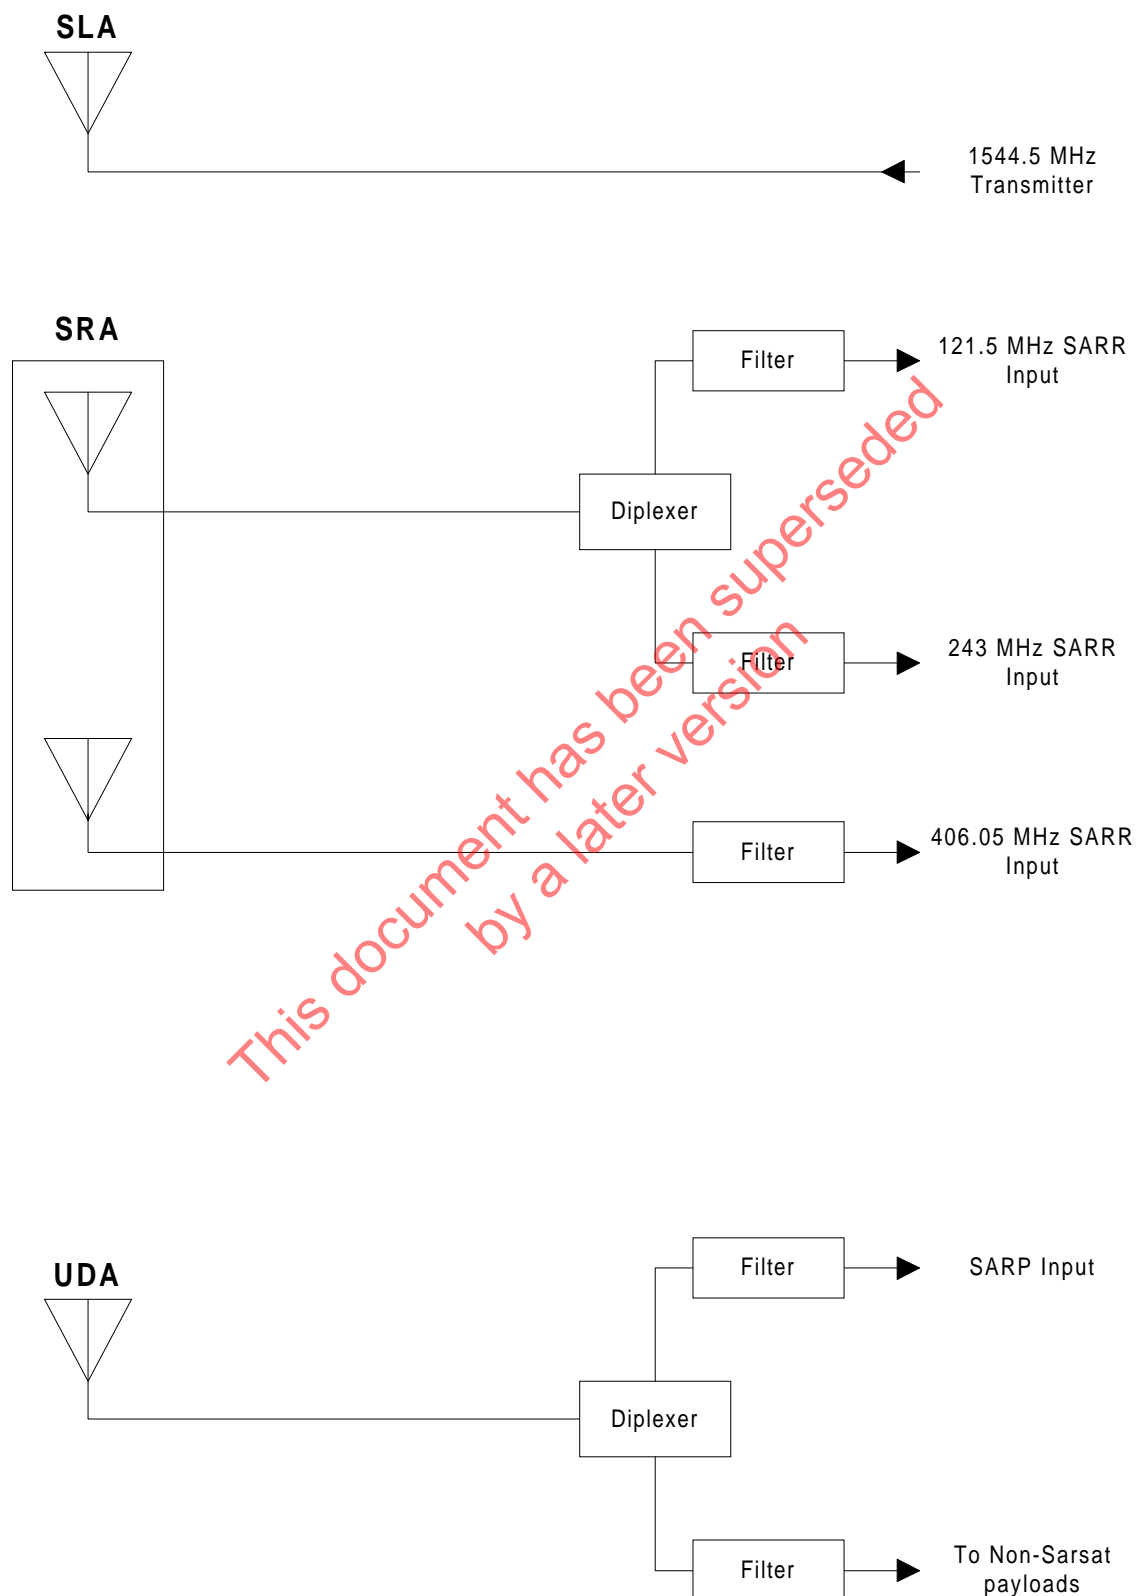 SLA
1544.5 MHz
Transmitter
SRA
Filter
121.5 MHz SARR
Input
Diplexer
Filter
243 MHz SARR
Input
Filter
406.05 MHz SARR
Input
This document has been superseded
by a later version
UDA
Filter
SARP Input
Diplexer
Filter
To Non-Sarsat
payloads